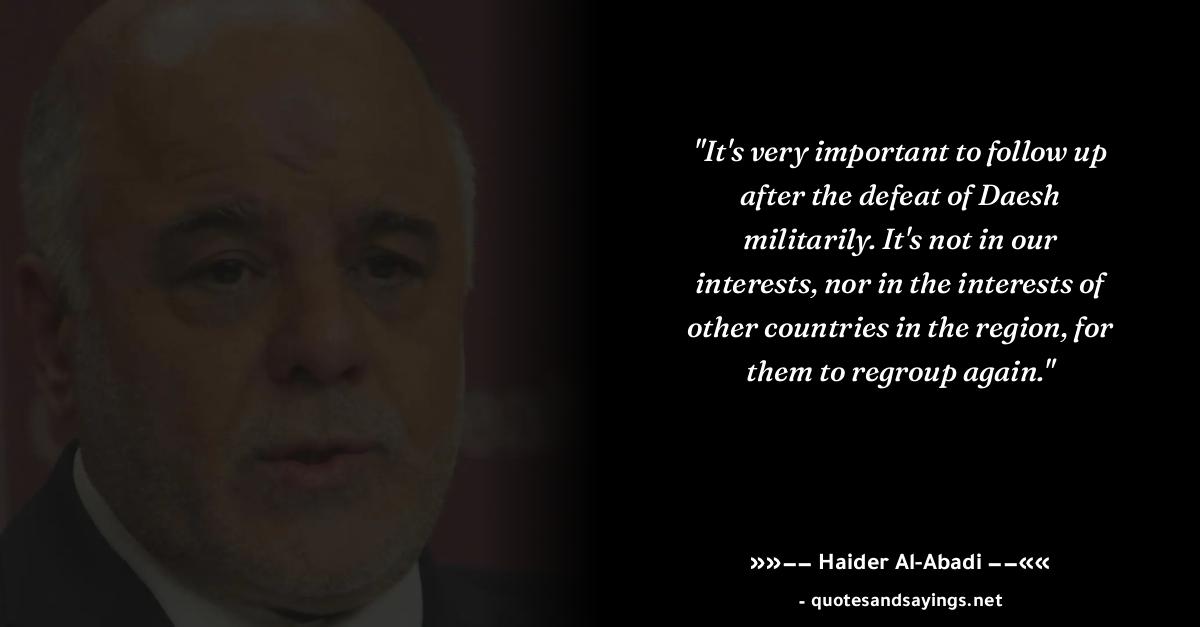 "It's very important to follow up
after the defeat of Daesh
militarily. It's not in our
interests, nor in the interests of
other countries in the region, for
them to regroup again."
»»−− Haider Al-Abadi −−««
- quotesandsayings.net